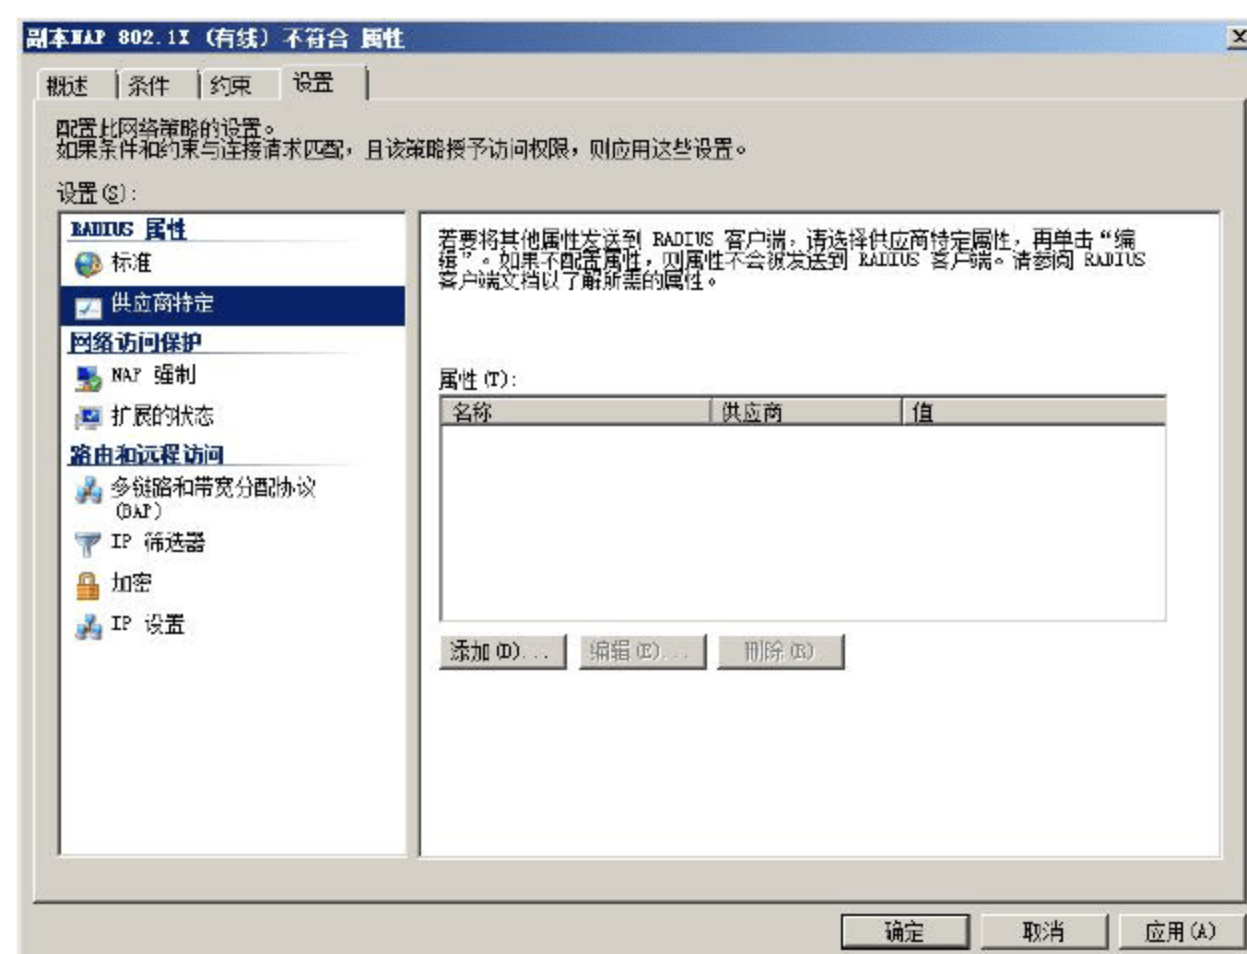 副本NAP 802.1X (有线) 不符合 属性
概述
条件
约束
设置
配置此网络策略的设置。
如果条件和约束与连接请求匹配，且该策略授予访问权限，则应用这些设置。
设置(S):
RADIUS 属性
标准
供应商特定
网络访问保护
NAP 强制
扩展的状态
路由和远程访问
多链路和带宽分配协议
(BAP)
IP 筛选器
加密
IP 设置
若要将其他属性发送到 RADIUS 客户端，请选择供应商特定属性，再单击“编
辑”。如果不配置属性，则属性不会被发送到 RADIUS 客户端。请参阅 RADIUS
客户端文档以了解所需的属性。
属性(T):
名称
供应商
值
添加(D)...
编辑(E)...
删除(R)
确定
取消
应用(A)